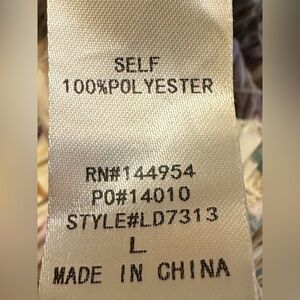 SELF
100%POLYESTER
RN#144954
PO#14010
STYLE#LD7313
L
MADE IN CHINA